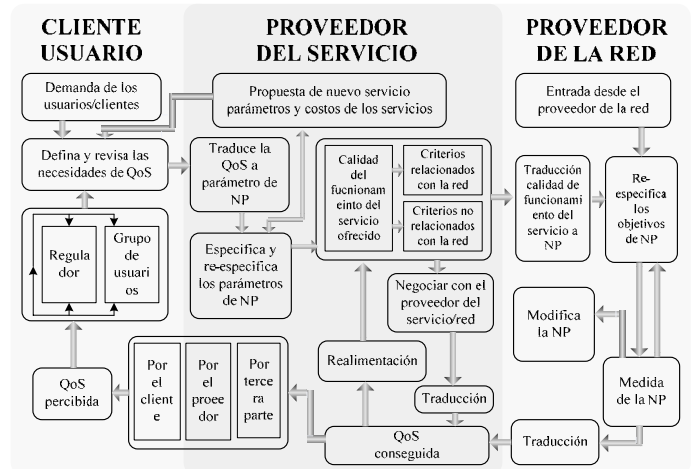 CLIENTE
USUARIO
PROVEEDOR
DEL SERVICIO
PROVEEDOR
DE LA RED
Demanda de los
usuarios/clientes
Propuesta de nuevo servicio
parámetros y costos de los servicios
Entrada desde el
proveedor de la red
Defina y revisa las
necesidades de QoS
Traduce la
QoS a
parámetro de
NP
Calidad
del
fucnionam
iento del
servicio
ofrecido
Criterios
relacionados
con la red
Criterios no
relacionados
con la red
Traducción
calidad de
funcionami
ento del
servicio a
NP
Re-
especifica
los
objetivos
de NP
Regula
dor
Grupo
de
usuari
os
Especifica y
re-especifica
los parámetros
de NP
Negociar con el
proveedor del
servicio/red
Modifica
la NP
Realimentación
QoS
percibida
Por
el
client
e
Por
el
proee
dor
Por
terce
ra
parte
Traducción
Medida
de la NP
QoS
conseguida
Traducción